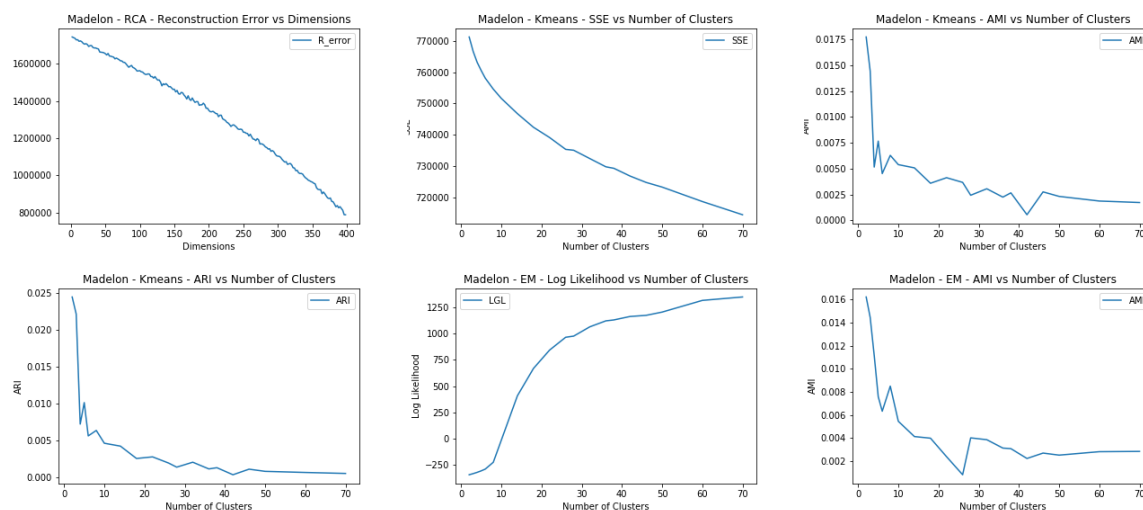 Madelon - RCA - Reconstruction Error vs Dimensions
R_error
1600000
1400000
1200000
1000000
800000
0 50 100 150 200 250 300 350 400
Dimensions
Madelon - Kmeans - SSE vs Number of Clusters
SSE
770000
760000
750000
740000
730000
720000
0 10 20 30 40 50 60 70
Number of Clusters
Madelon - Kmeans - AMI vs Number of Clusters
AMI
0.0175
0.0150
0.0125
0.0100
0.0075
0.0050
0.0025
0.0000
AMI
0 10 20 30 40 50 60 70
Number of Clusters
Madelon - Kmeans - ARI vs Number of Clusters
ARI
0.025
0.020
0.015
0.010
0.005
0.000
ARI
0 10 20 30 40 50 60 70
Number of Clusters
Madelon - EM - Log Likelihood vs Number of Clusters
LGL
1250
1000
750
500
250
0
−250
Log Likelihood
0 10 20 30 40 50 60 70
Number of Clusters
Madelon - EM - AMI vs Number of Clusters
AMI
0.016
0.014
0.012
0.010
0.008
0.006
0.004
0.002
AMI
0 10 20 30 40 50 60 70
Number of Clusters